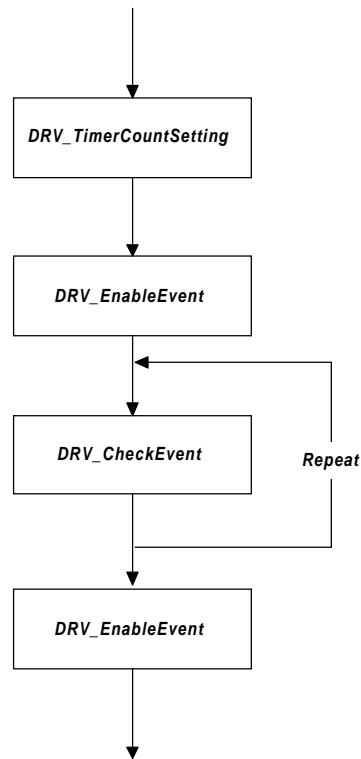 DRV_TimerCountSetting
DRV_EnableEvent
DRV_CheckEvent
Repeat
DRV_EnableEvent